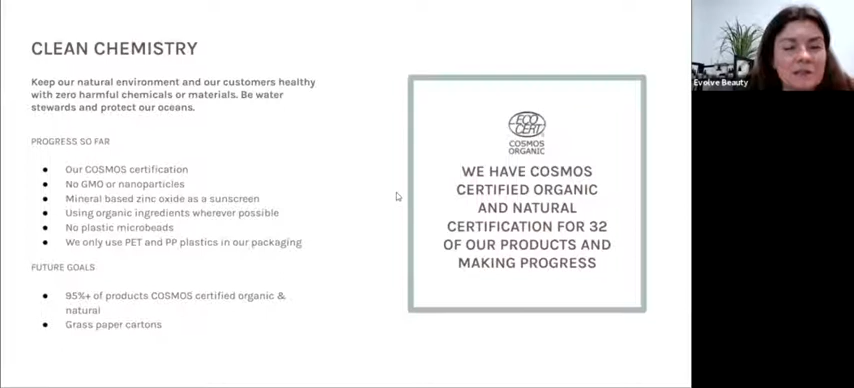 CLEAN CHEMISTRY
Keep our natural environment and our customers healthy
with zero harmful chemicals or materials. Be water
stewards and protect our oceans.
PROGRESS SO FAR
● Our COSMOS certification
● No GMO or nanoparticles
● Mineral based zinc oxide as a sunscreen
● Using organic ingredients wherever possible
● No plastic microbeads
● We only use PET and PP plastics in our packaging
FUTURE GOALS
● 95%+ of products COSMOS certified organic &
natural
● Grass paper cartons
ECO
CERT
COSMOS
ORGANIC
WE HAVE COSMOS
CERTIFIED ORGANIC
AND NATURAL
CERTIFICATION FOR 32
OF OUR PRODUCTS AND
MAKING PROGRESS
Evolve Beauty